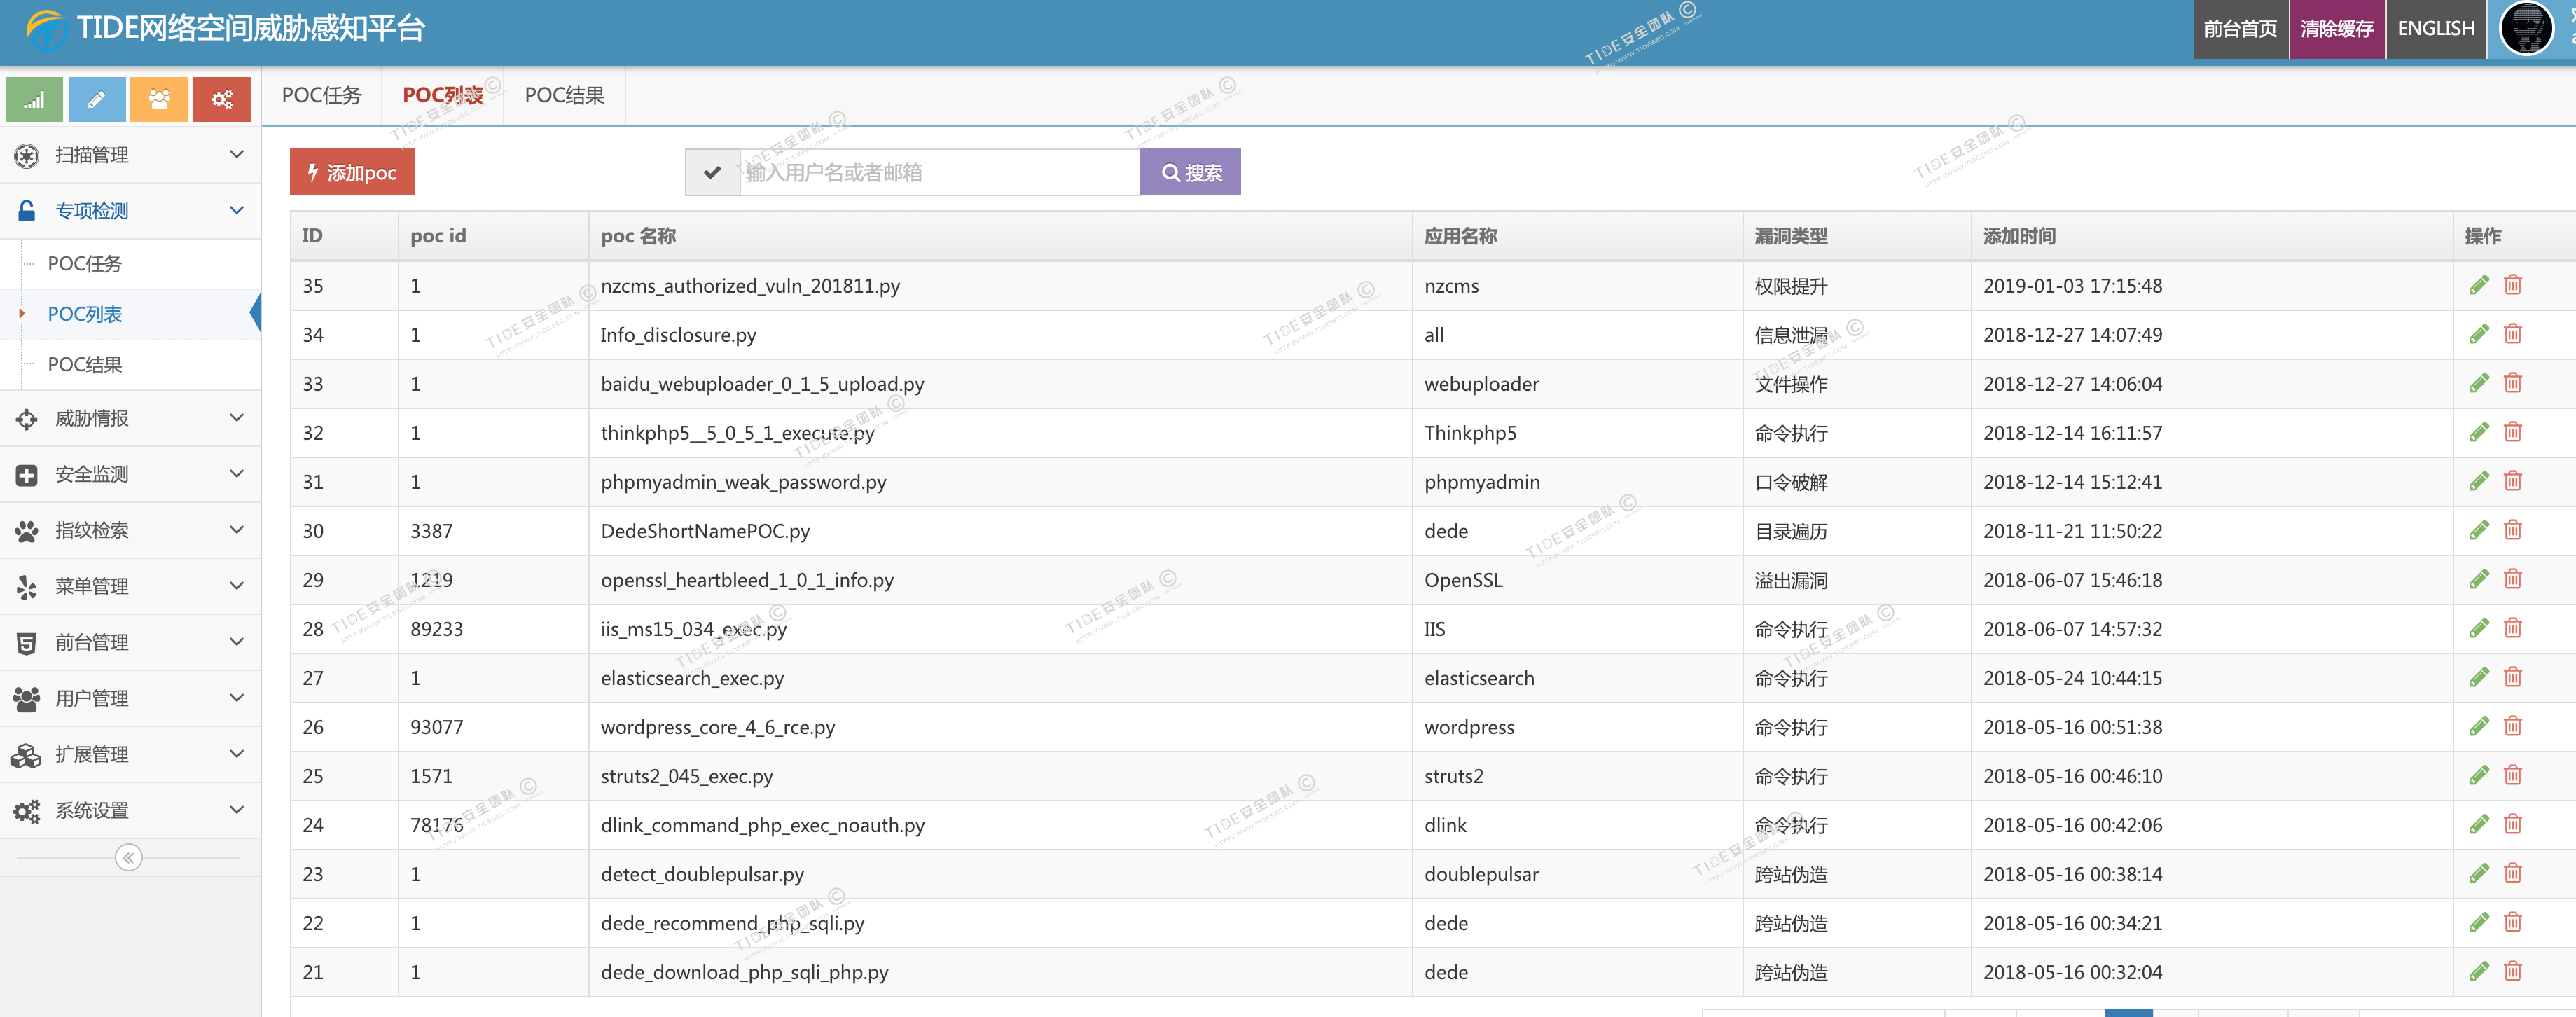 TIDE网络空间威胁感知平台
前台首页 清除缓存 ENGLISH
POC任务 POC列表 POC结果
扫描管理
专项检测
POC任务
POC列表
POC结果
威胁情报
安全监测
指纹检索
菜单管理
前台管理
用户管理
扩展管理
系统设置
添加poc 输入用户名或者邮箱 搜索
ID poc id poc 名称 应用名称 漏洞类型 添加时间 操作
35 1 nzcms_authorized_vuln_201811.py nzcms 权限提升 2019-01-03 17:15:48
34 1 Info_disclosure.py all 信息泄漏 2018-12-27 14:07:49
33 1 baidu_webuploader_0_1_5_upload.py webuploader 文件操作 2018-12-27 14:06:04
32 1 thinkphp5__5_0_5_1_execute.py Thinkphp5 命令执行 2018-12-14 16:11:57
31 1 phpmyadmin_weak_password.py phpmyadmin 口令破解 2018-12-14 15:12:41
30 3387 DedeShortNamePOC.py dede 目录遍历 2018-11-21 11:50:22
29 1219 openssl_heartbleed_1_0_1_info.py OpenSSL 溢出漏洞 2018-06-07 15:46:18
28 89233 iis_ms15_034_exec.py IIS 命令执行 2018-06-07 14:57:32
27 1 elasticsearch_exec.py elasticsearch 命令执行 2018-05-24 10:44:15
26 93077 wordpress_core_4_6_rce.py wordpress 命令执行 2018-05-16 00:51:38
25 1571 struts2_045_exec.py struts2 命令执行 2018-05-16 00:46:10
24 78176 dlink_command_php_exec_noauth.py dlink 命令执行 2018-05-16 00:42:06
23 1 detect_doublepulsar.py doublepulsar 跨站伪造 2018-05-16 00:38:14
22 1 dede_recommend_php_sqli.py dede 跨站伪造 2018-05-16 00:34:21
21 1 dede_download_php_sqli_php.py dede 跨站伪造 2018-05-16 00:32:04
TIDE安全团队 ©
HTTP://WWW.TIDESEC.COM